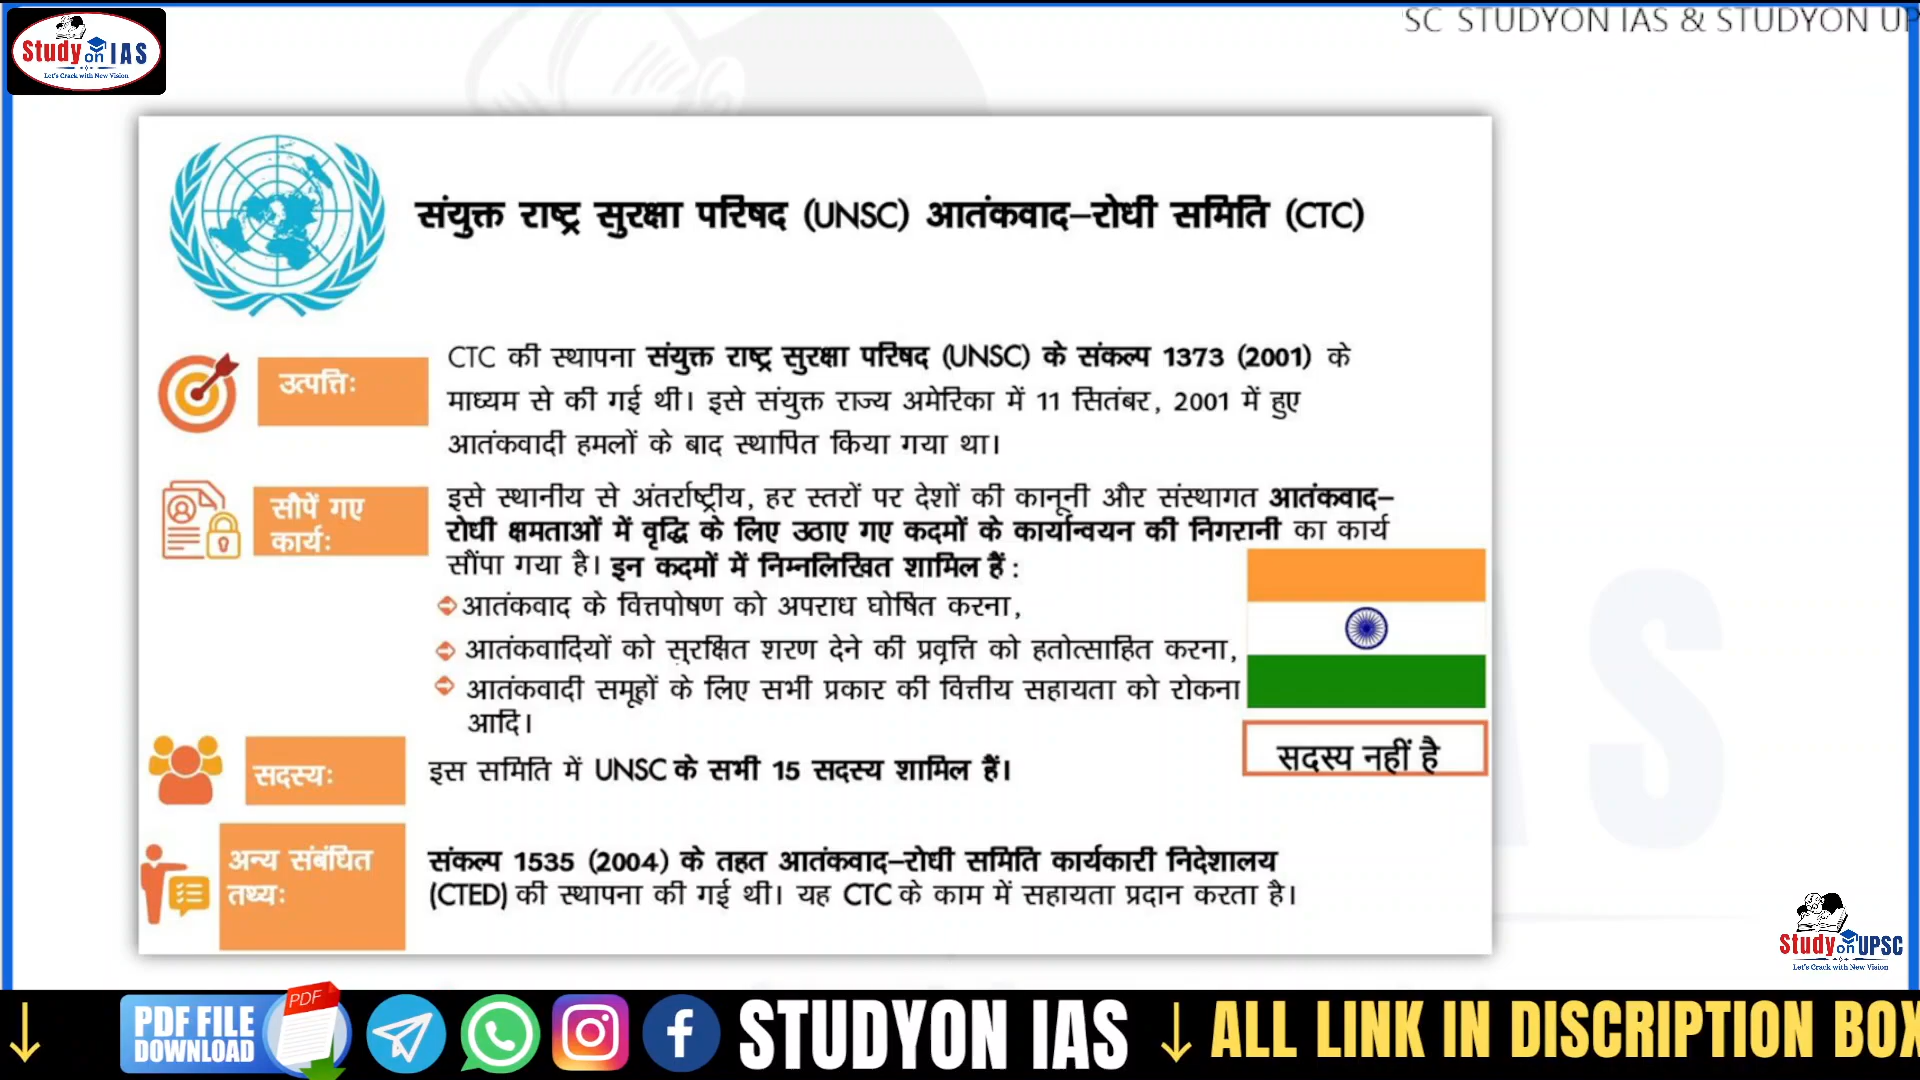 SC STUDYON IAS & STUDYON UP
Study on IAS
Let's Crack with New Vision
संयुक्त राष्ट्र सुरक्षा परिषद (UNSC) आतंकवाद–रोधी समिति (CTC)
उत्पत्तिः
CTC की स्थापना संयुक्त राष्ट्र सुरक्षा परिषद (UNSC) के संकल्प 1373 (2001) के
माध्यम से की गई थी। इसे संयुक्त राज्य अमेरिका में 11 सितंबर, 2001 में हुए
आतंकवादी हमलों के बाद स्थापित किया गया था।
सौपें गए
कार्यः
इसे स्थानीय से अंतर्राष्ट्रीय, हर स्तरों पर देशों की कानूनी और संस्थागत आतंकवाद–
रोधी क्षमताओं में वृद्धि के लिए उठाए गए कदमों के कार्यान्वयन की निगरानी का कार्य
सौंपा गया है। इन कदमों में निम्नलिखित शामिल हैं :
आतंकवाद के वित्तपोषण को अपराध घोषित करना,
आतंकवादियों को सुरक्षित शरण देने की प्रवृत्ति को हतोत्साहित करना,
आतंकवादी समूहों के लिए सभी प्रकार की वित्तीय सहायता को रोकना
आदि।
सदस्यः
इस समिति में UNSC के सभी 15 सदस्य शामिल हैं।
सदस्य नहीं है
अन्य संबंधित
तथ्यः
संकल्प 1535 (2004) के तहत आतंकवाद–रोधी समिति कार्यकारी निदेशालय
(CTED) की स्थापना की गई थी। यह CTC के काम में सहायता प्रदान करता है।
Study on UPSC
Let's Crack with New Vision
PDF FILE
DOWNLOAD
PDF
STUDYON IAS
ALL LINK IN DISCRIPTION BOX